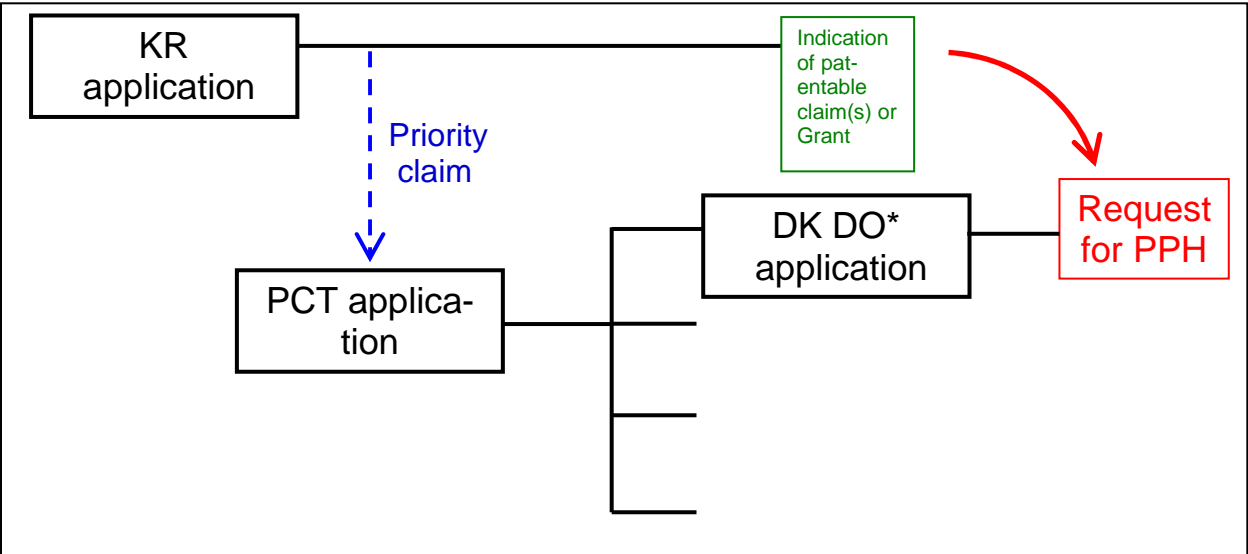 KR
application
Indication
of pat-
entable
claim(s) or
Grant
Priority
claim
DK DO*
application
Request
for PPH
PCT applica-
tion